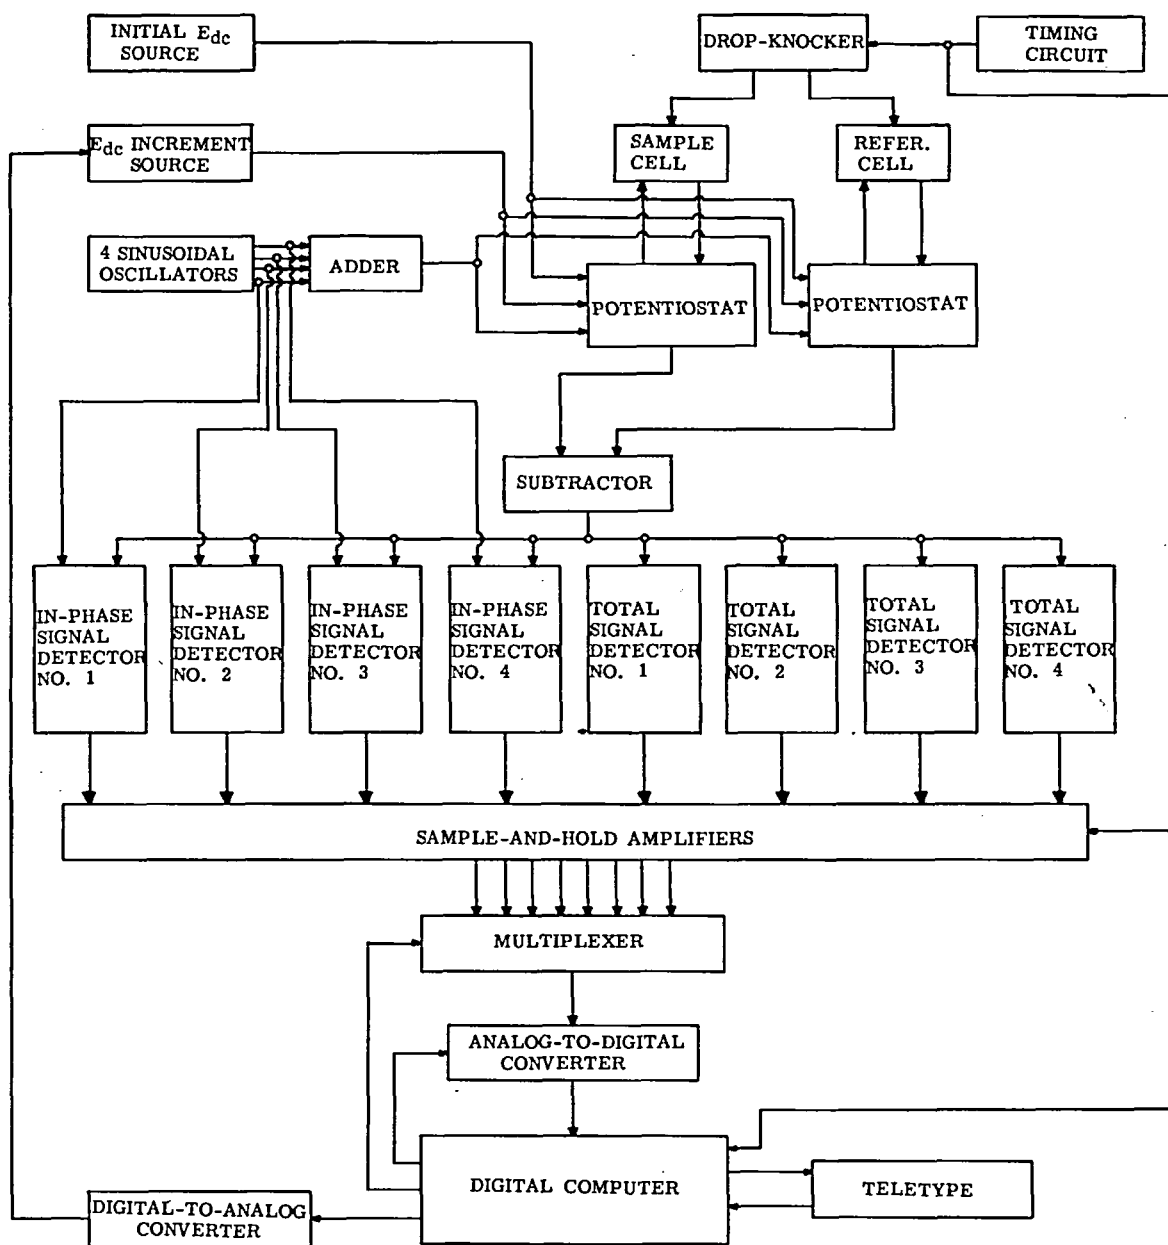 INITIAL Edc
SOURCE
DROP-KNOCKER
TIMING
CIRCUIT
Edc INCREMENT
SOURCE
SAMPLE
CELL
REFER.
CELL
4 SINUSOIDAL
OSCILLATORS
ADDER
POTENTIOSTAT
POTENTIOSTAT
SUBTRACTOR
IN-PHASE
SIGNAL
DETECTOR
NO. 1
IN-PHASE
SIGNAL
DETECTOR
NO. 2
IN-PHASE
SIGNAL
DETECTOR
NO. 3
IN-PHASE
SIGNAL
DETECTOR
NO. 4
TOTAL
SIGNAL
DETECTOR
NO. 1
TOTAL
SIGNAL
DETECTOR
NO. 2
TOTAL
SIGNAL
DETECTOR
NO. 3
TOTAL
SIGNAL
DETECTOR
NO. 4
SAMPLE-AND-HOLD AMPLIFIERS
MULTIPLEXER
ANALOG-TO-DIGITAL
CONVERTER
DIGITAL COMPUTER
TELETYPE
DIGITAL-TO-ANALOG
CONVERTER